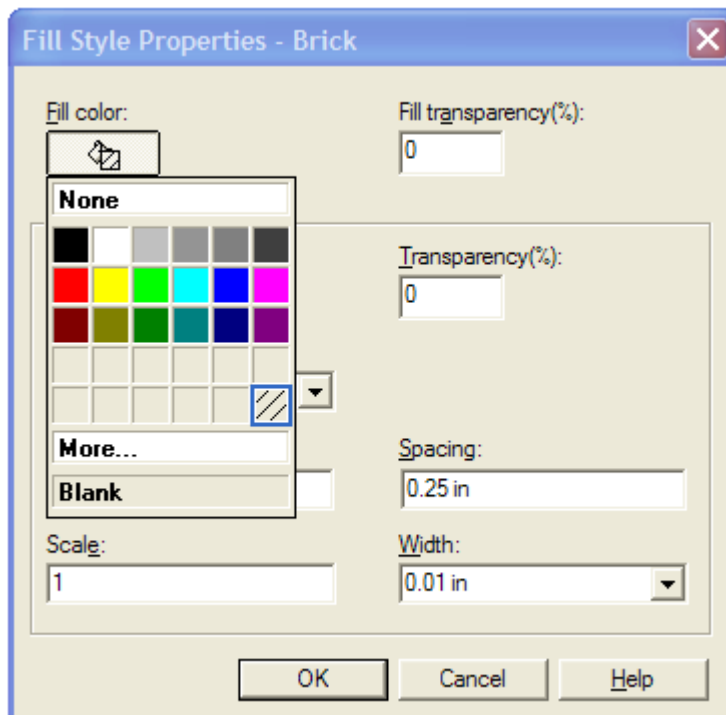 Fill Style Properties - Brick
Fill color:
Fill transparency(%):
0
None
Transparency(%):
0
More...
Blank
Spacing:
0.25 in
Scale:
1
Width:
0.01 in
OK
Cancel
Help